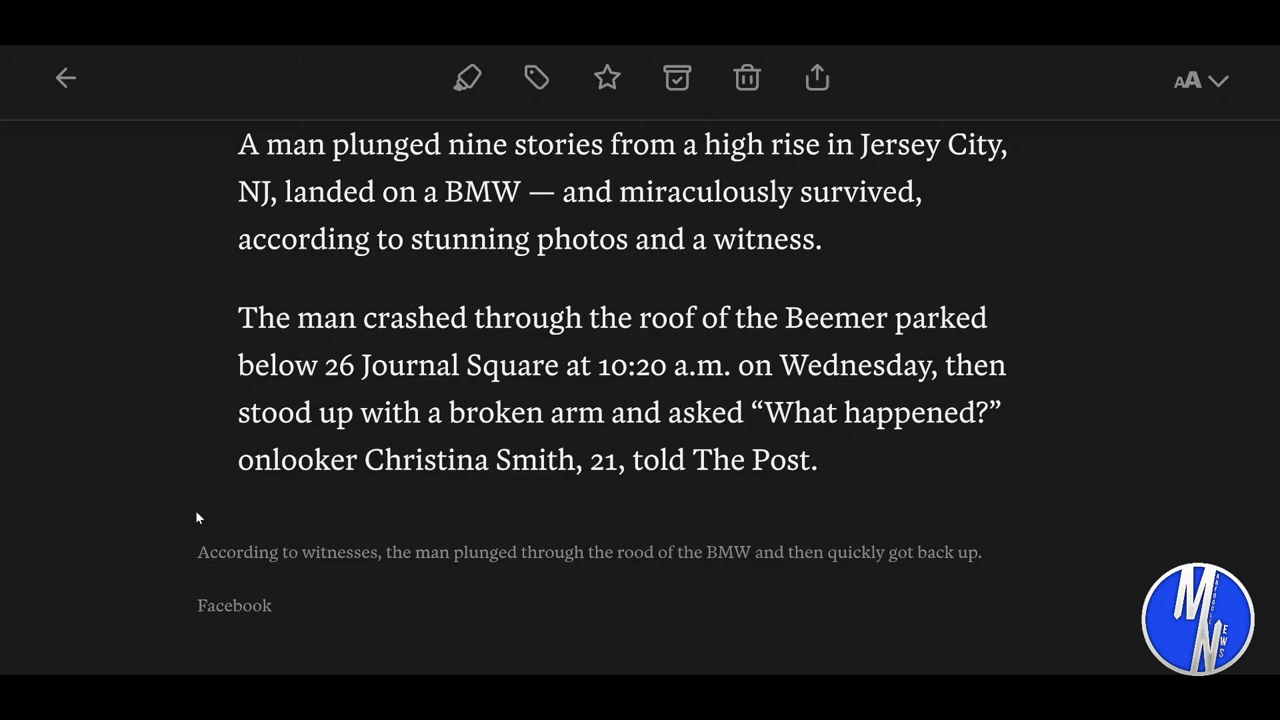 AA
A man plunged nine stories from a high rise in Jersey City,
NJ, landed on a BMW — and miraculously survived,
according to stunning photos and a witness.
The man crashed through the roof of the Beemer parked
below 26 Journal Square at 10:20 a.m. on Wednesday, then
stood up with a broken arm and asked “What happened?”
onlooker Christina Smith, 21, told The Post.
According to witnesses, the man plunged through the rood of the BMW and then quickly got back up.
Facebook
M
N
EWS